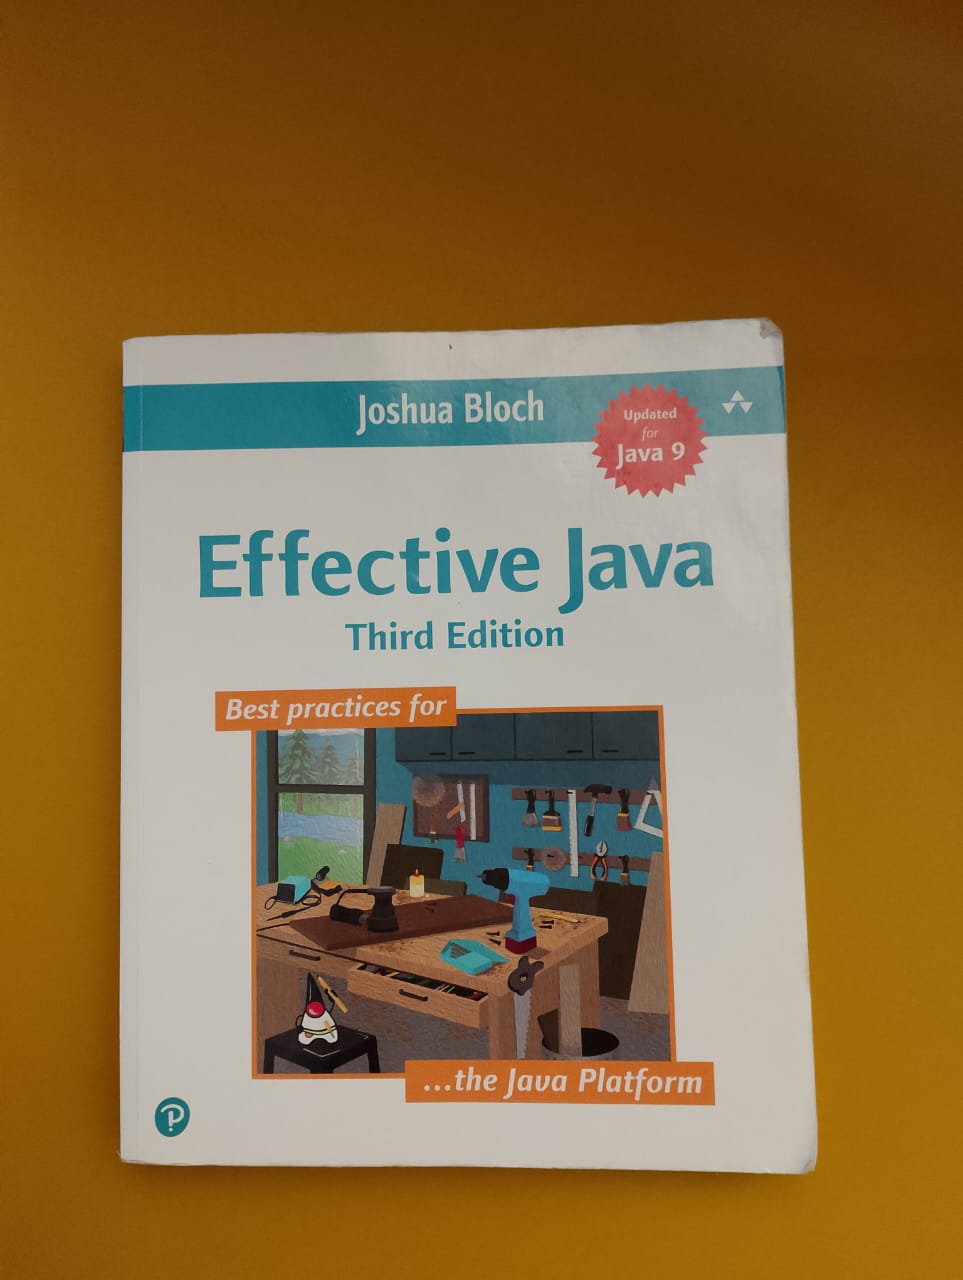 Joshua Bloch
Updated
for
Java 9
Effective Java
Third Edition
Best practices for
...the Java Platform
P